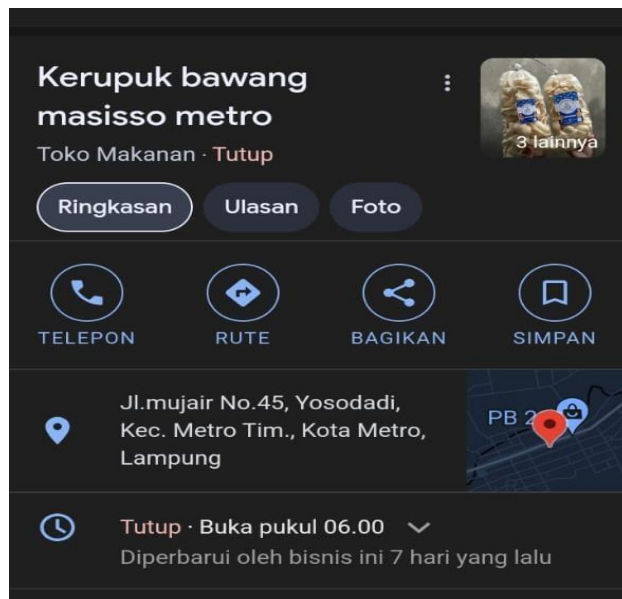 Kerupuk bawang
masisso metro
3 lainnya
Toko Makanan · Tutup
Ringkasan
Ulasan
Foto
TELEPON
RUTE
BAGIKAN
SIMPAN
Jl.mujair No.45, Yosodadi,
Kec. Metro Tim., Kota Metro,
Lampung
PB 2
Tutup · Buka pukul 06.00
Diperbarui oleh bisnis ini 7 hari yang lalu